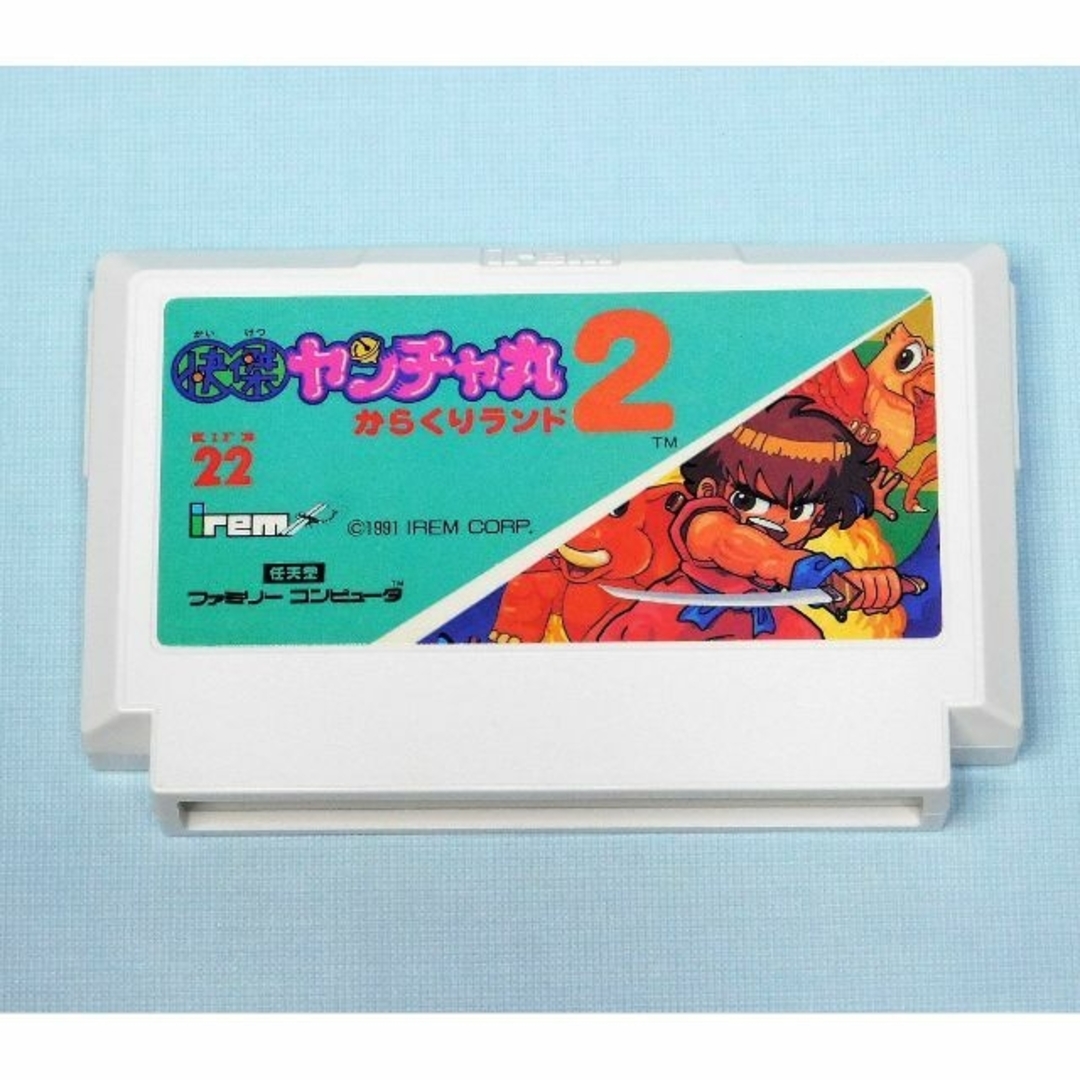 irem
かい けつ
快傑ヤンチャ丸2
からくりランド
TM
22
irem
©1991 IREM CORP.
任天堂
ファミリー コンピュータ TM